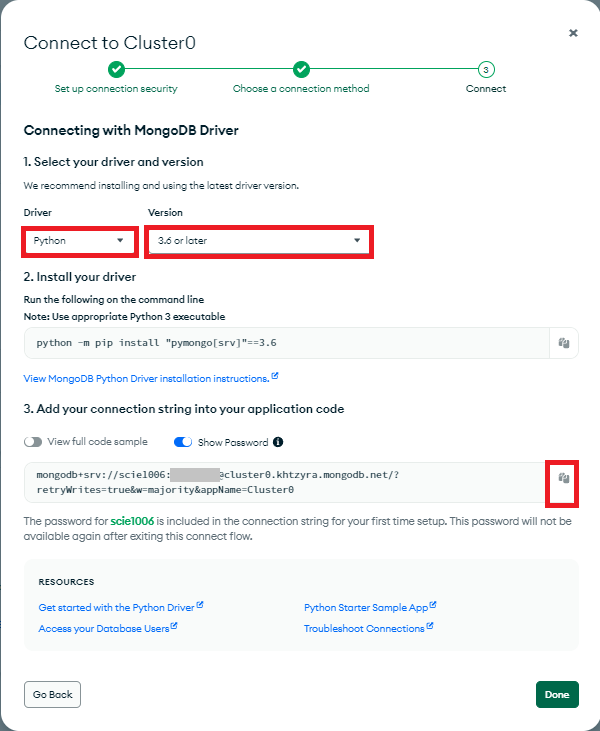 Connect to Cluster0
Set up connection security
Choose a connection method
3
Connect
Connecting with MongoDB Driver
1. Select your driver and version
We recommend installing and using the latest driver version.
Driver
Version
Python
3.6 or later
2. Install your driver
Run the following on the command line
Note: Use appropriate Python 3 executable
python -m pip install "pymongo[srv]"==3.6
View MongoDB Python Driver installation instructions.
3. Add your connection string into your application code
View full code sample
Show Password
mongodb+srv://scie1006:@cluster0.khtzyra.mongodb.net/?
retryWrites=true&w=majority&appName=Cluster0
The password for scie1006 is included in the connection string for your first time setup. This password will not be
available again after exiting this connect flow.
RESOURCES
Get started with the Python Driver
Python Starter Sample App
Access your Database Users
Troubleshoot Connections
Go Back
Done